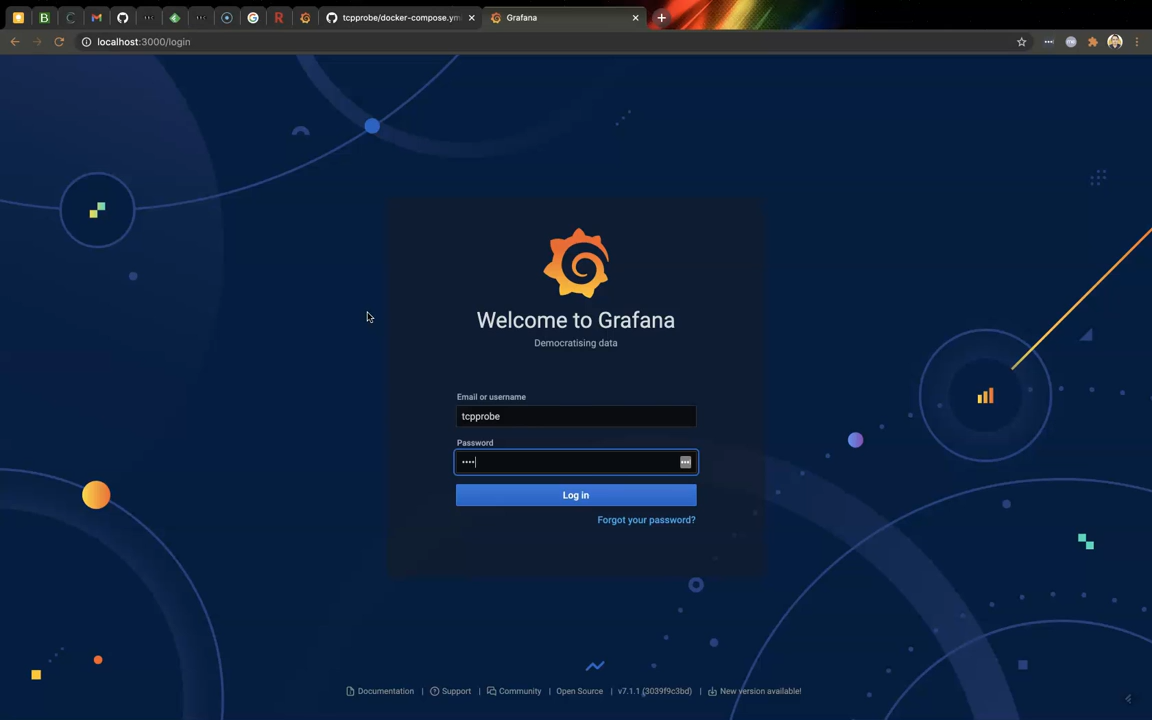 tcpprobe/docker-compose.ym
Grafana
localhost:3000/login
Welcome to Grafana
Democratising data
Email or username
tcpprobe
Password
••••
Log in
Forgot your password?
Documentation | Support | Community | Open Source | v7.1.1 (3039f9c3bd) | New version available!